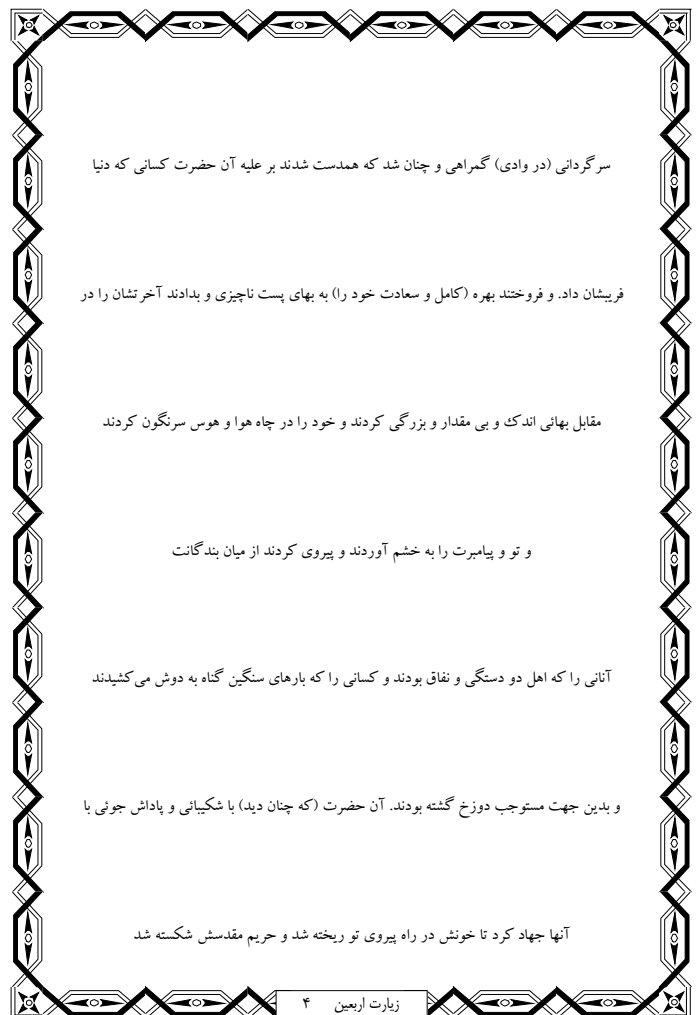 سرگردانی (در وادی) گمراهی و چنان شد که همدست شدند بر علیه آن حضرت کسانی که دنیا
فریبشان داد. و فروختند بهره (کامل و سعادت خود را) به بهای پست ناچیزی و بدادند آخرتشان را در
مقابل بهائی اندک و بی مقدار و بزرگی کردند و خود را در چاه هوا و هوس سرنگون کردند
و تو و پیامبرت را به خشم آوردند و پیروی کردند از میان بندگانت
آنانی را که اهل دو دستگی و نفاق بودند و کسانی را که بارهای سنگین گناه به دوش می‌کشیدند
و بدین جهت مستوجب دوزخ گشته بودند. آن حضرت (که چنان دید) با شکیبائی و پاداش جوئی با
آنها جهاد کرد تا خونش در راه پیروی تو ریخته شد و حریم مقدسش شکسته شد
زیارت اربعین ۴